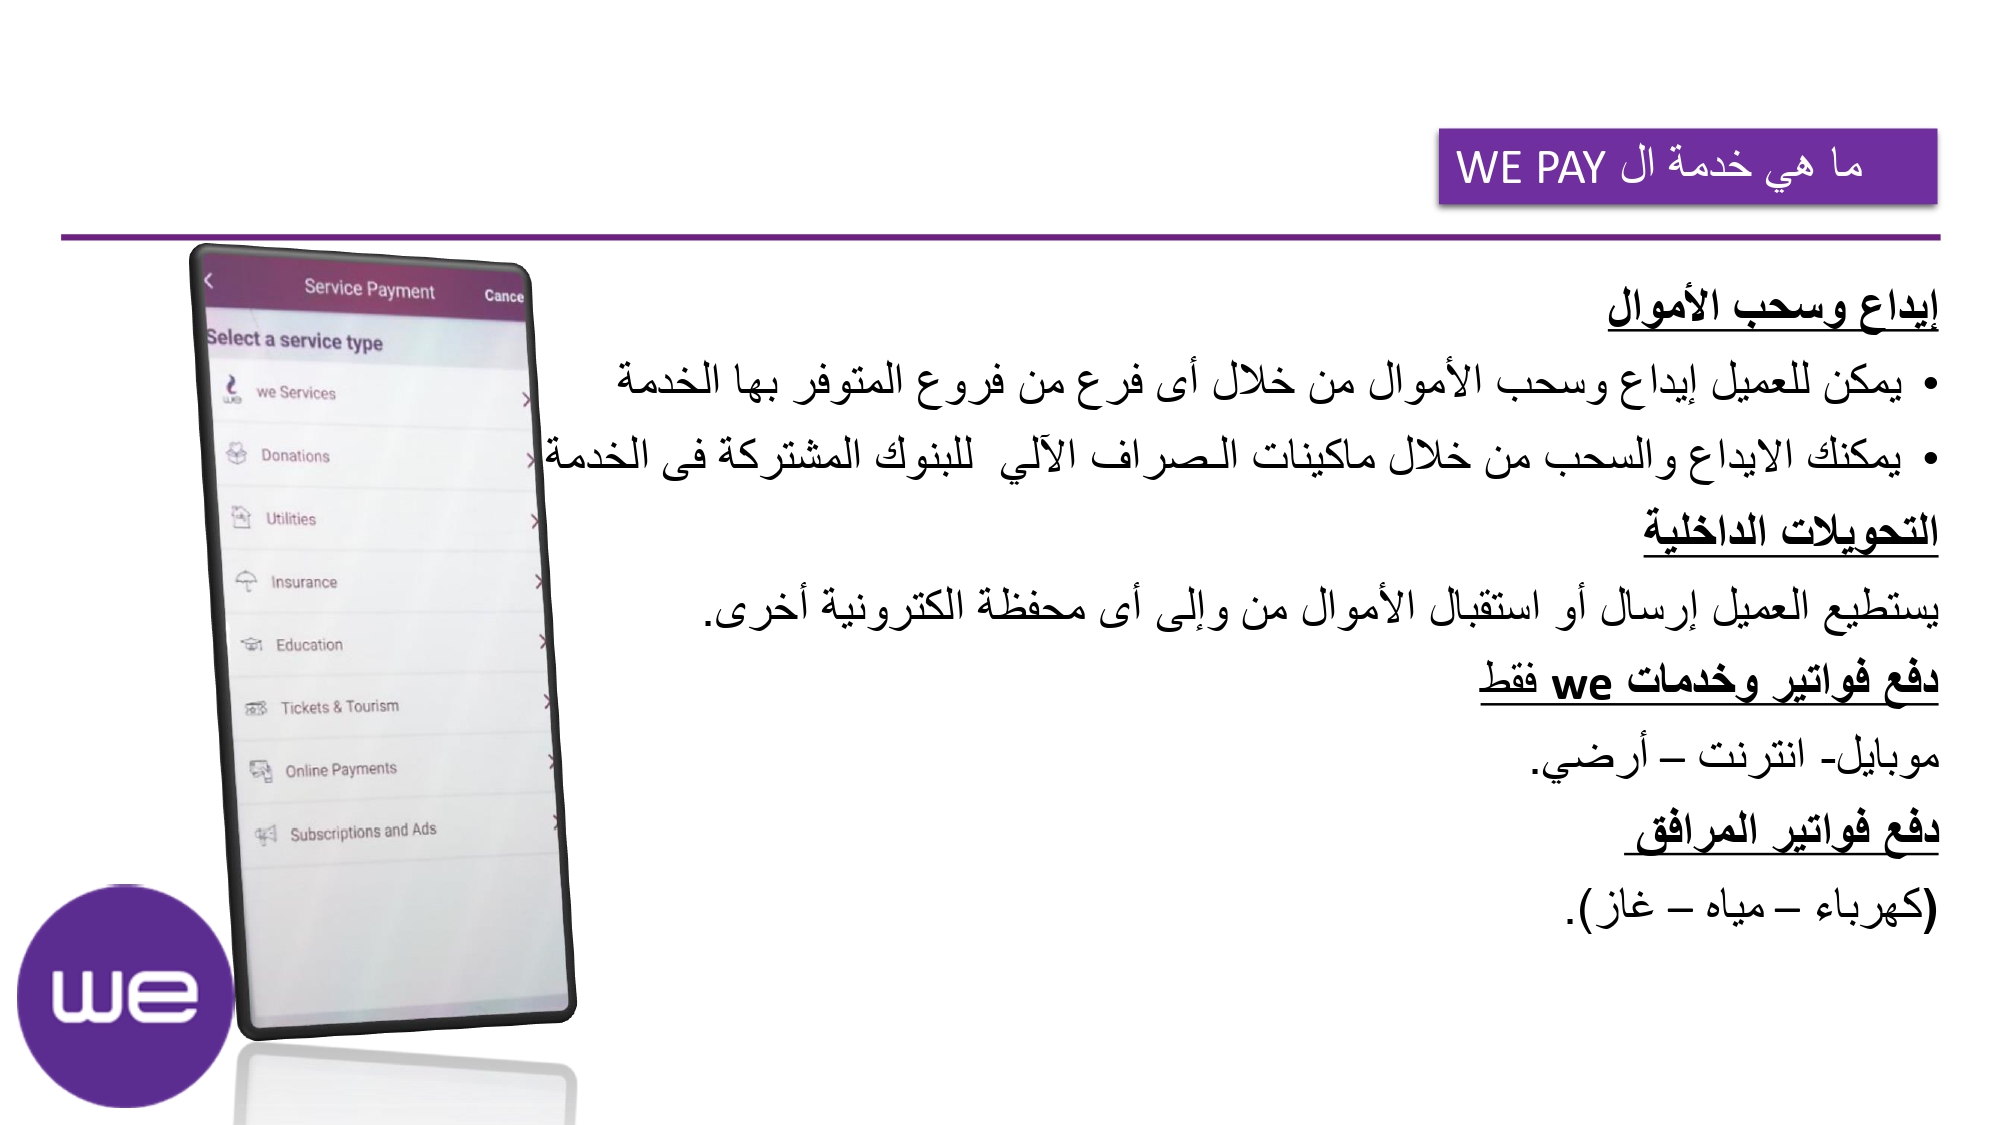 ما هي خدمة ال WE PAY
إيداع وسحب الأموال
• يمكن للعميل إيداع وسحب الأموال من خلال أى فرع من فروع المتوفر بها الخدمة
• يمكنك الايداع والسحب من خلال ماكينات الـصراف الآلي للبنوك المشتركة فى الخدمة
التحويلات الداخلية
يستطيع العميل إرسال أو استقبال الأموال من وإلى أى محفظة الكترونية أخرى.
دفع فواتير وخدمات we فقط
موبايل- انترنت – أرضي.
دفع فواتير المرافق
(كهرباء – مياه – غاز).
Service Payment
Cance
Select a service type
we
we Services
Donations
Utilities
Insurance
Education
Tickets & Tourism
Online Payments
Subscriptions and Ads
we